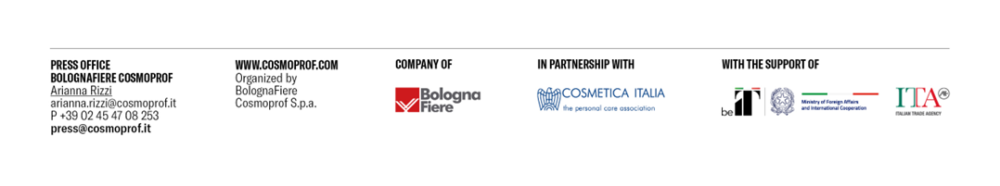 PRESS OFFICE
BOLOGNAFIERE COSMOPROF
Arianna Rizzi
arianna.rizzi@cosmoprof.it
P +39 02 45 47 08 253
press@cosmoprof.it
WWW.COSMOPROF.COM
Organized by
BolognaFiere
Cosmoprof S.p.a.
COMPANY OF
Bologna
Fiere
IN PARTNERSHIP WITH
COSMETICA ITALIA
the personal care association
WITH THE SUPPORT OF
be IT
Ministry of Foreign Affairs
and International Cooperation
ITA
ITALIAN TRADE AGENCY